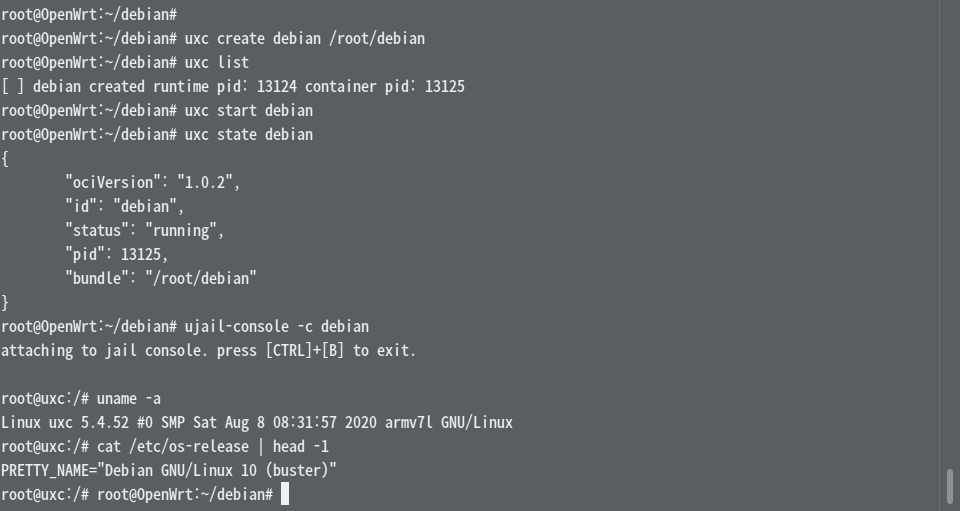 root@OpenWrt:~/debian#
root@OpenWrt:~/debian# uxc create debian /root/debian
root@OpenWrt:~/debian# uxc list
[ ] debian created runtime pid: 13124 container pid: 13125
root@OpenWrt:~/debian# uxc start debian
root@OpenWrt:~/debian# uxc state debian
{
        "ociVersion": "1.0.2",
        "id": "debian",
        "status": "running",
        "pid": 13125,
        "bundle": "/root/debian"
}
root@OpenWrt:~/debian# ujail-console -c debian
attaching to jail console. press [CTRL]+[B] to exit.

root@uxc:/# uname -a
Linux uxc 5.4.52 #0 SMP Sat Aug 8 08:31:57 2020 armv7l GNU/Linux
root@uxc:/# cat /etc/os-release | head -1
PRETTY_NAME="Debian GNU/Linux 10 (buster)"
root@uxc:/# root@OpenWrt:~/debian#